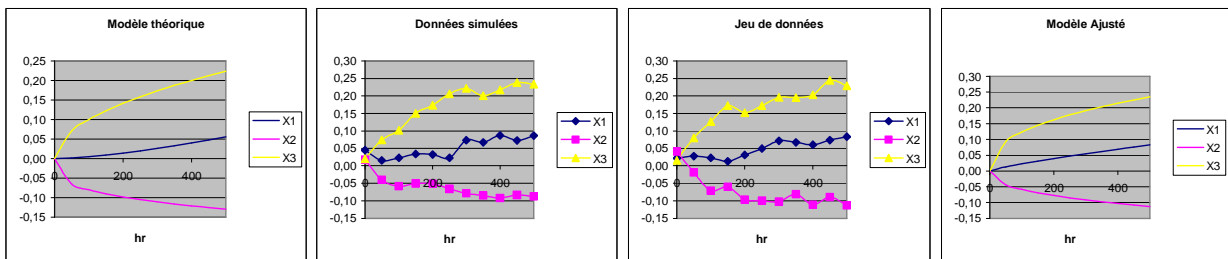 Modèle théorique
0,25
0,20
0,15
0,10
0,05
0,00
-0,05
-0,10
-0,15
0
200
400
hr
X1
X2
X3
Données simulées
0,30
0,25
0,20
0,15
0,10
0,05
0,00
-0,05
-0,10
-0,15
0
200
400
hr
X1
X2
X3
Jeu de données
0,30
0,25
0,20
0,15
0,10
0,05
0,00
-0,05
-0,10
-0,15
0
200
400
hr
X1
X2
X3
Modèle Ajusté
0,30
0,25
0,20
0,15
0,10
0,05
0,00
-0,05
-0,10
-0,15
0
200
400
hr
X1
X2
X3